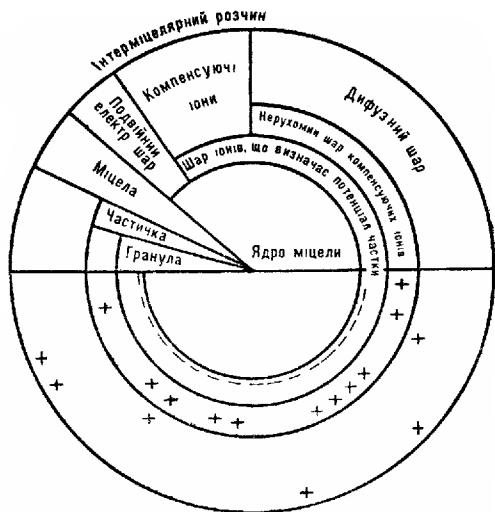 Інтерміцелярний розчин
Компенсуючі
іони
Дифузний шар
Подвійний
електр шар
Нерухомий шар компенсуючих іонів
Шар іонів, що визначає потенціал частки
Міцела
Частичка
Гранула
Ядро міцели